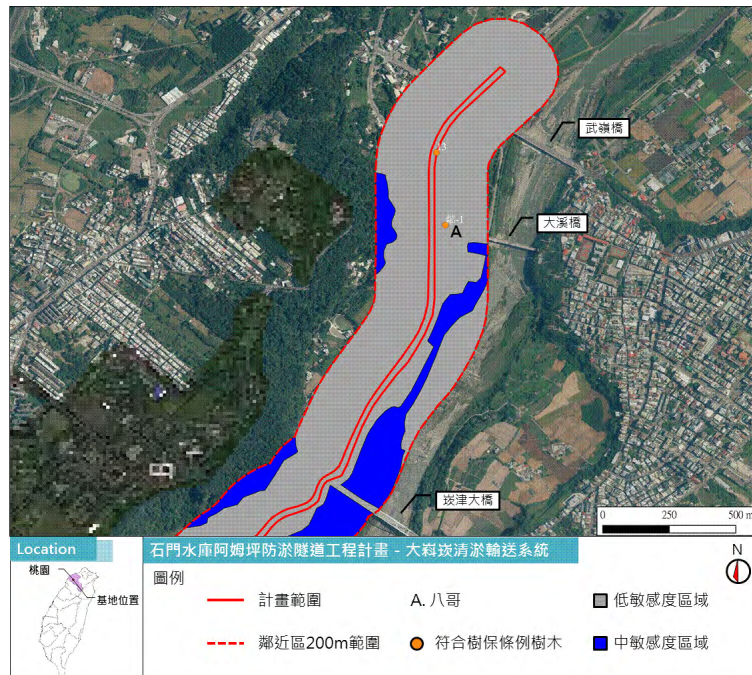 武嶺橋
大溪橋
A
崁津大橋
0 250 500 m
Location
桃園
基地位置
石門水庫阿姆坪防淤隧道工程計畫 - 大嵙崁清淤輸送系統
N
圖例
計畫範圍
A. 八哥
低敏感度區域
鄰近區200m範圍
符合樹保條例樹木
中敏感度區域